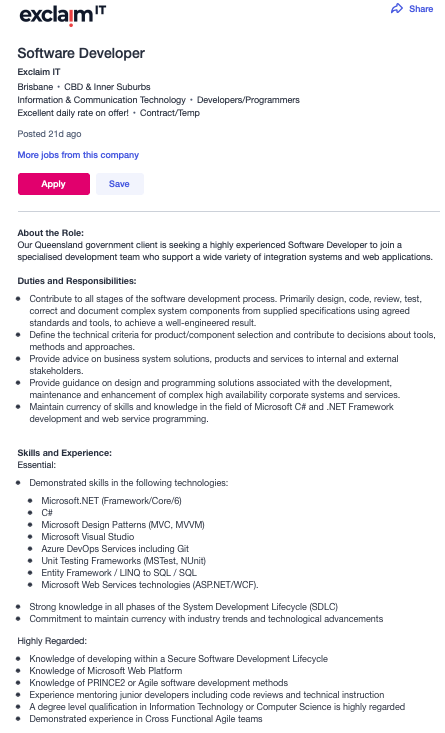 exclaim IT
Share
Software Developer
Exclaim IT
Brisbane • CBD & Inner Suburbs
Information & Communication Technology • Developers/Programmers
Excellent daily rate on offer! • Contract/Temp
Posted 21d ago
More jobs from this company
Apply
Save
About the Role:
Our Queensland government client is seeking a highly experienced Software Developer to join a
specialised development team who support a wide variety of integration systems and web applications.
Duties and Responsibilities:
• Contribute to all stages of the software development process. Primarily design, code, review, test,
correct and document complex system components from supplied specifications using agreed
standards and tools, to achieve a well-engineered result.
• Define the technical criteria for product/component selection and contribute to decisions about tools,
methods and approaches.
• Provide advice on business system solutions, products and services to internal and external
stakeholders.
• Provide guidance on design and programming solutions associated with the development,
maintenance and enhancement of complex high availability corporate systems and services.
• Maintain currency of skills and knowledge in the field of Microsoft C# and .NET Framework
development and web service programming.
Skills and Experience:
Essential:
• Demonstrated skills in the following technologies:
• Microsoft.NET (Framework/Core/6)
• C#
• Microsoft Design Patterns (MVC, MVVM)
• Microsoft Visual Studio
• Azure DevOps Services including Git
• Unit Testing Frameworks (MSTest, NUnit)
• Entity Framework / LINQ to SQL / SQL
• Microsoft Web Services technologies (ASP.NET/WCF).
• Strong knowledge in all phases of the System Development Lifecycle (SDLC)
• Commitment to maintain currency with industry trends and technological advancements
Highly Regarded:
• Knowledge of developing within a Secure Software Development Lifecycle
• Knowledge of Microsoft Web Platform
• Knowledge of PRINCE2 or Agile software development methods
• Experience mentoring junior developers including code reviews and technical instruction
• A degree level qualification in Information Technology or Computer Science is highly regarded
• Demonstrated experience in Cross Functional Agile teams